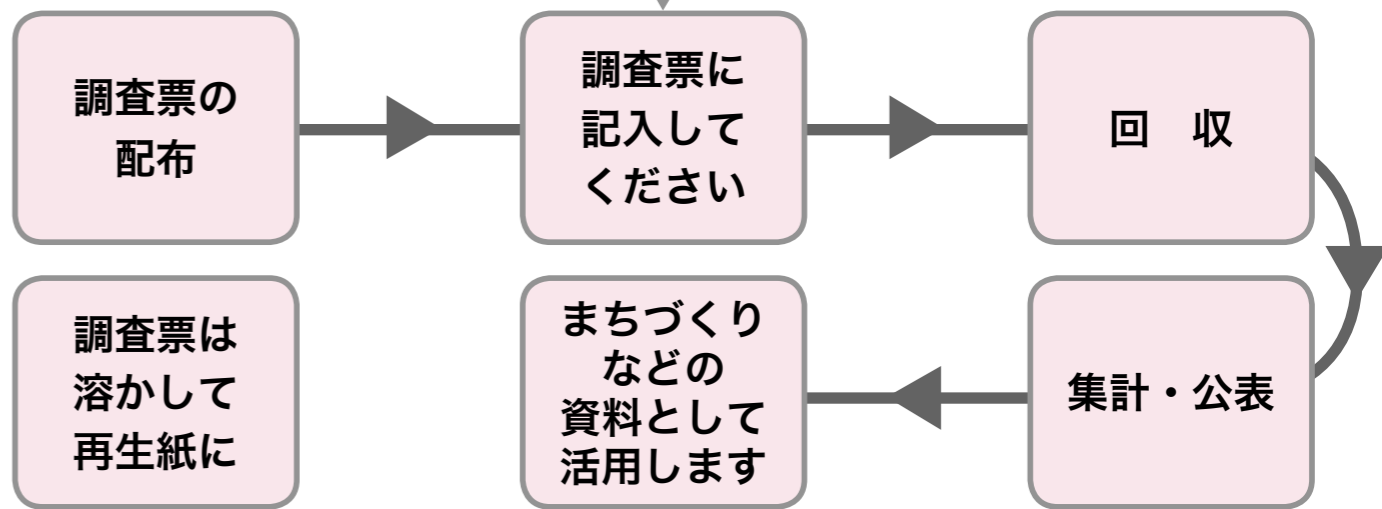 調査票の
配布
調査票に
記入して
ください
回　収
集計・公表
まちづくり
などの
資料として
活用します
調査票は
溶かして
再生紙に